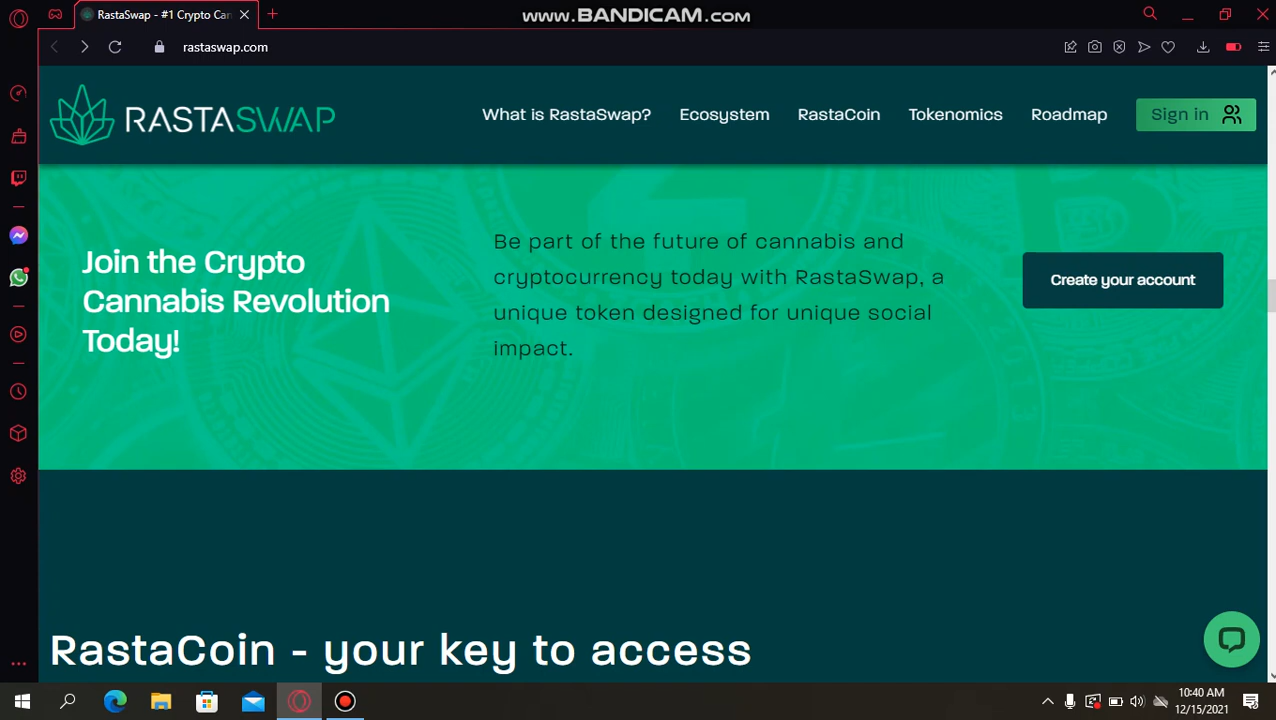 RastaSwap - #1 Crypto Can
www.BANDICAM.com
rastaswap.com
RASTASWAP
What is RastaSwap?
Ecosystem
RastaCoin
Tokenomics
Roadmap
Sign in
Join the Crypto
Cannabis Revolution
Today!
Be part of the future of cannabis and
cryptocurrency today with RastaSwap, a
unique token designed for unique social
impact.
Create your account
RastaCoin - your key to access
10:40 AM
12/15/2021